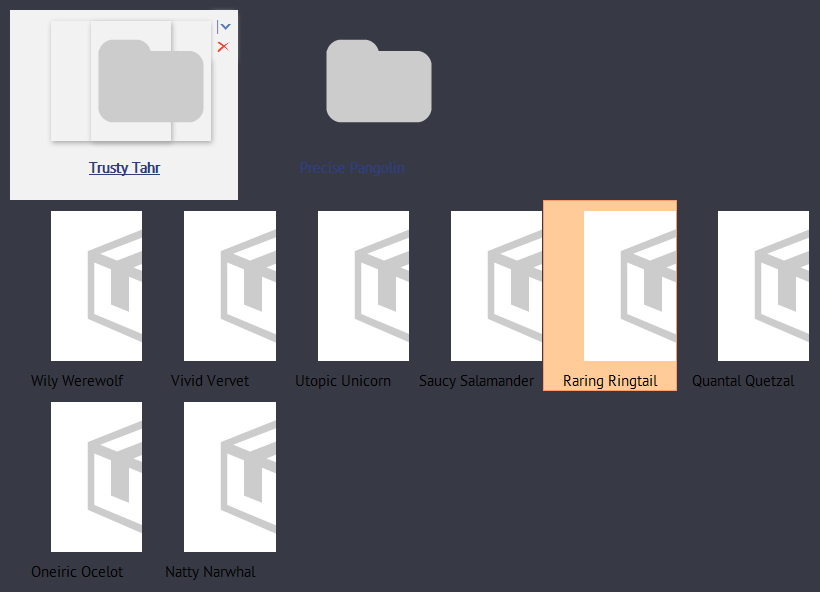 Trusty Tahr
Precise Pangolin
Wily Werewolf
Vivid Vervet
Utopic Unicorn
Saucy Salamander
Raring Ringtail
Quantal Quetzal
Oneiric Ocelot
Natty Narwhal